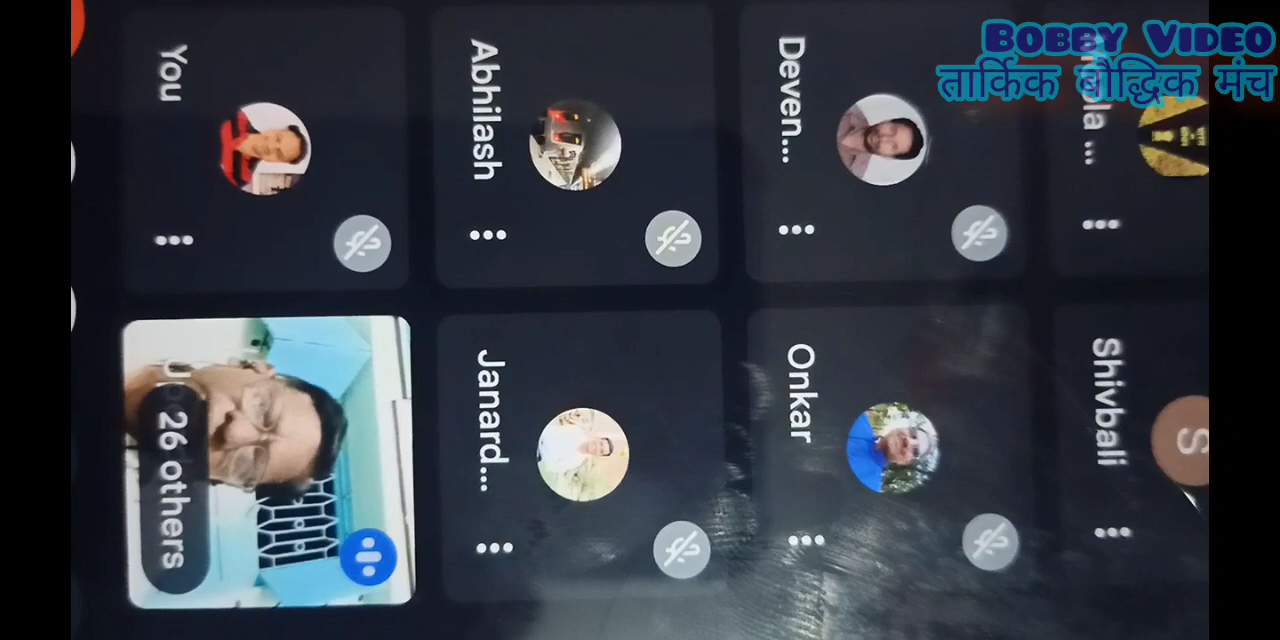 Bobby Video
तार्किक बौद्धिक मंच
You
Abhilash
Deven...
...
26 others
Janard...
Onkar
Shivbali
S